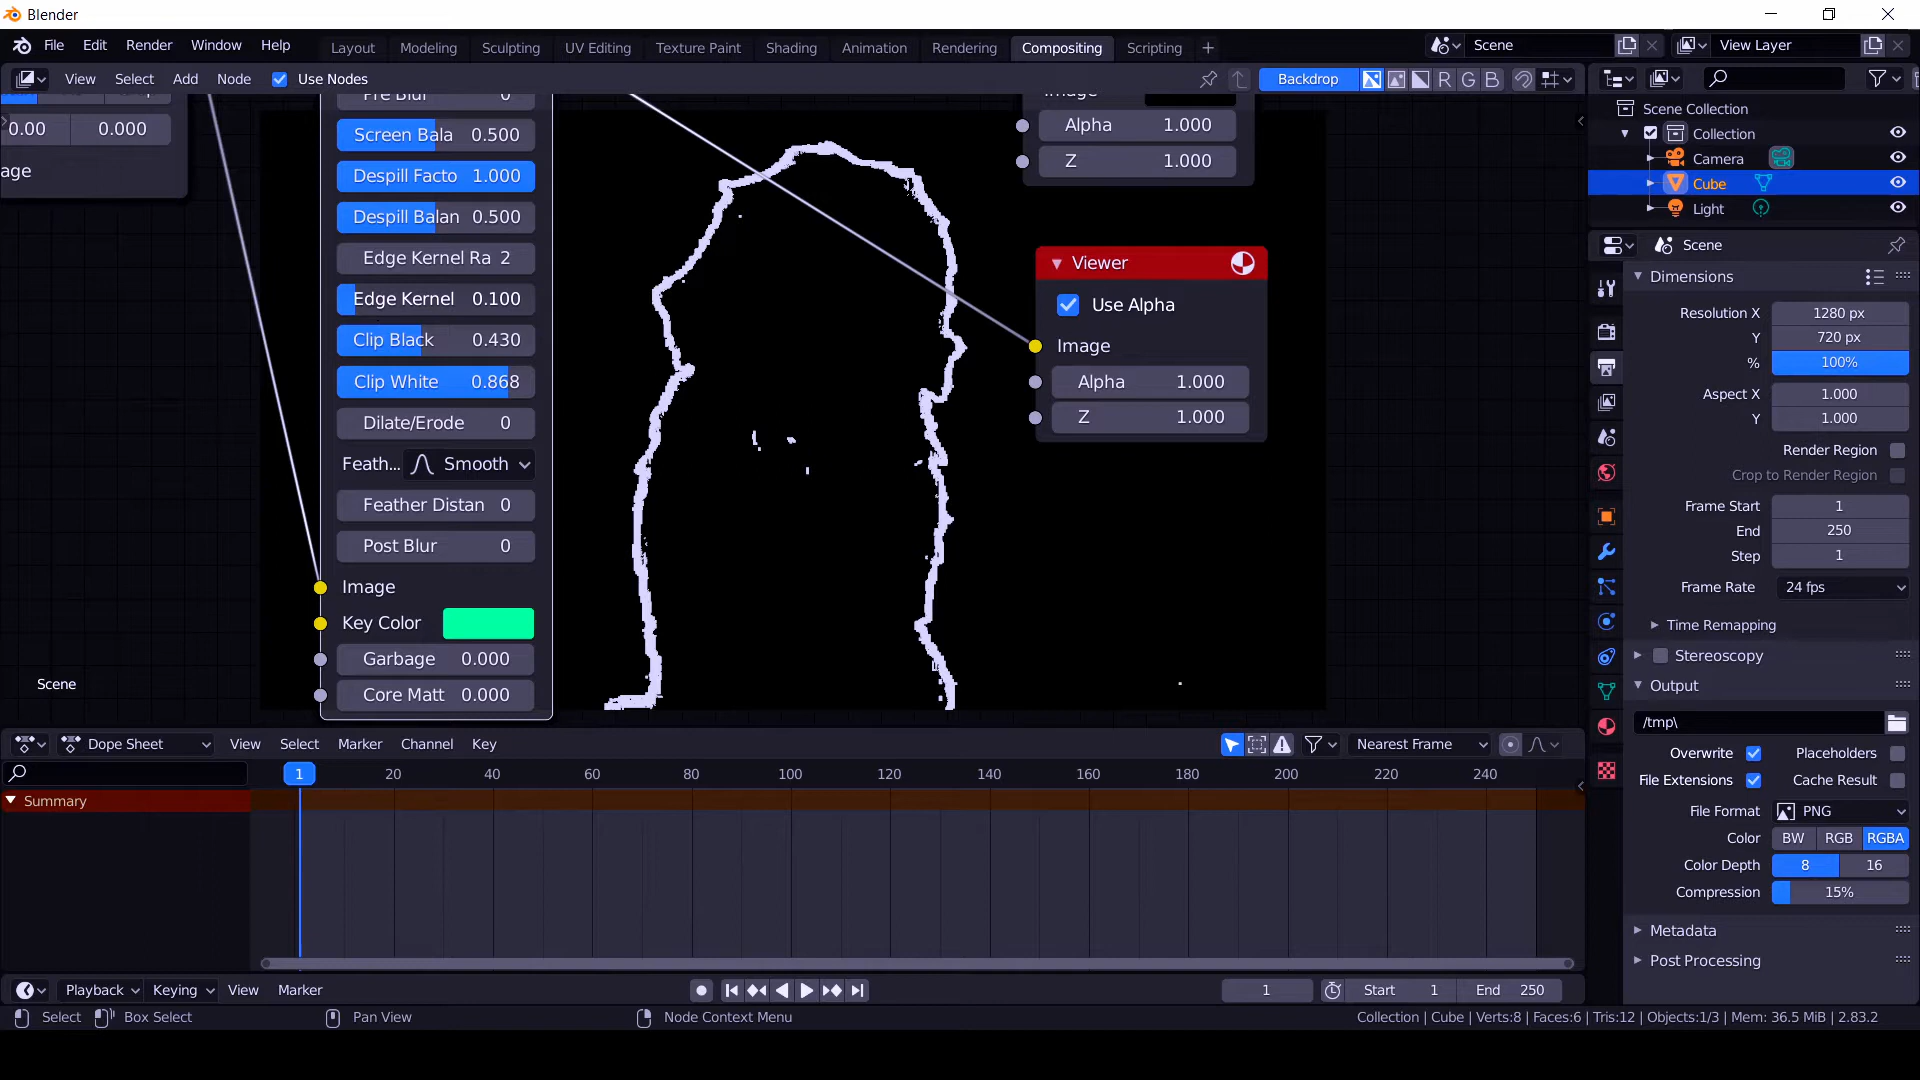 Blender
File Edit Render Window Help Layout Modeling Sculpting UV Editing Texture Paint Shading Animation Rendering Compositing Scripting + Scene View Layer
View Select Add Node Use Nodes Backdrop R G B
0.00 0.000
age
Pre Blur 0
Screen Bala 0.500
Despill Facto 1.000
Despill Balan 0.500
Edge Kernel Ra 2
Edge Kernel 0.100
Clip Black 0.430
Clip White 0.868
Dilate/Erode 0
Feath... Smooth
Feather Distan 0
Post Blur 0
Image
Key Color
Garbage 0.000
Core Matt 0.000
Image
Alpha 1.000
Z 1.000
Viewer
Use Alpha
Image
Alpha 1.000
Z 1.000
Scene
Scene Collection
Collection
Camera
Cube
Light
Scene
Dimensions
Resolution X 1280 px
Y 720 px
% 100%
Aspect X 1.000
Y 1.000
Render Region
Crop to Render Region
Frame Start 1
End 250
Step 1
Frame Rate 24 fps
Time Remapping
Stereoscopy
Output
/tmp\
Overwrite Placeholders
File Extensions Cache Result
File Format PNG
Color BW RGB RGBA
Color Depth 8 16
Compression 15%
Metadata
Post Processing
Dope Sheet View Select Marker Channel Key Nearest Frame
1 20 40 60 80 100 120 140 160 180 200 220 240
Summary
Playback Keying View Marker 1 Start 1 End 250
Select Box Select Pan View Node Context Menu Collection | Cube | Verts:8 | Faces:6 | Tris:12 | Objects:1/3 | Mem: 36.5 MiB | 2.83.2